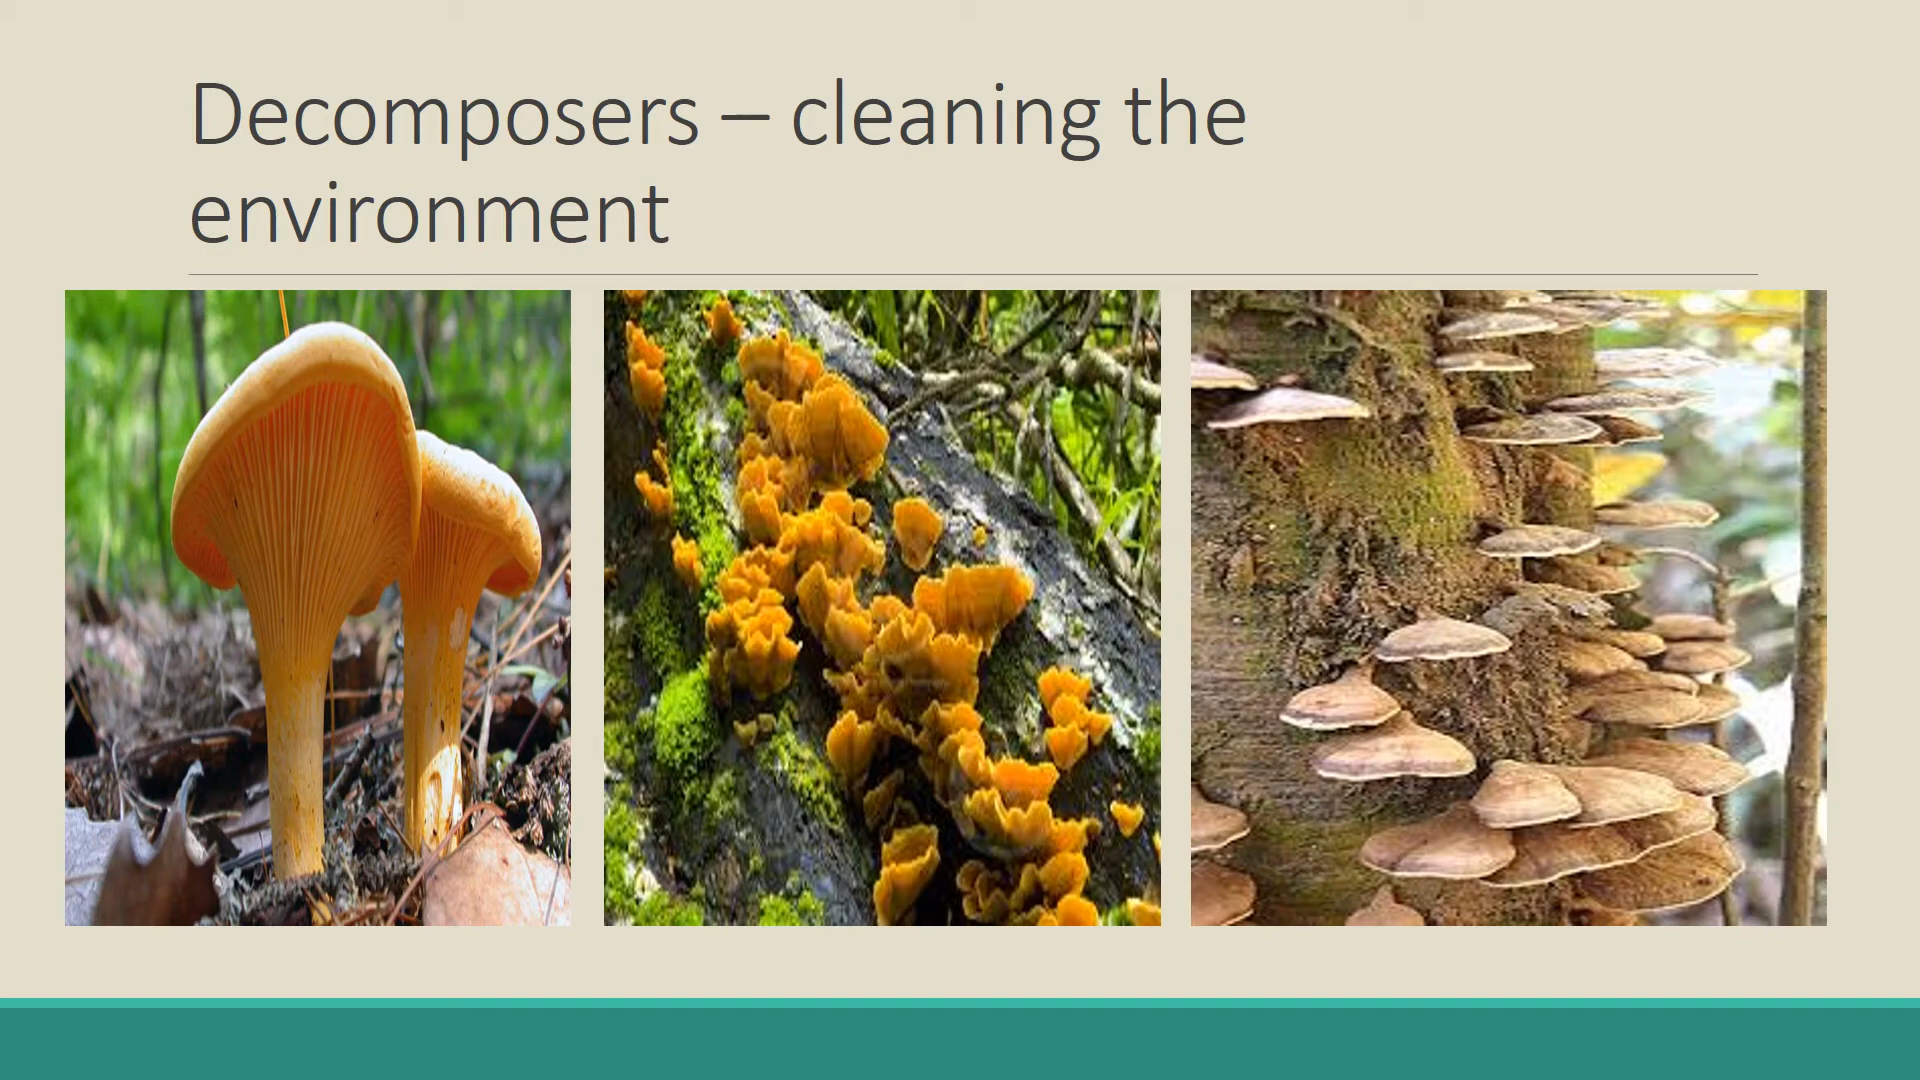 Decomposers – cleaning the
environment